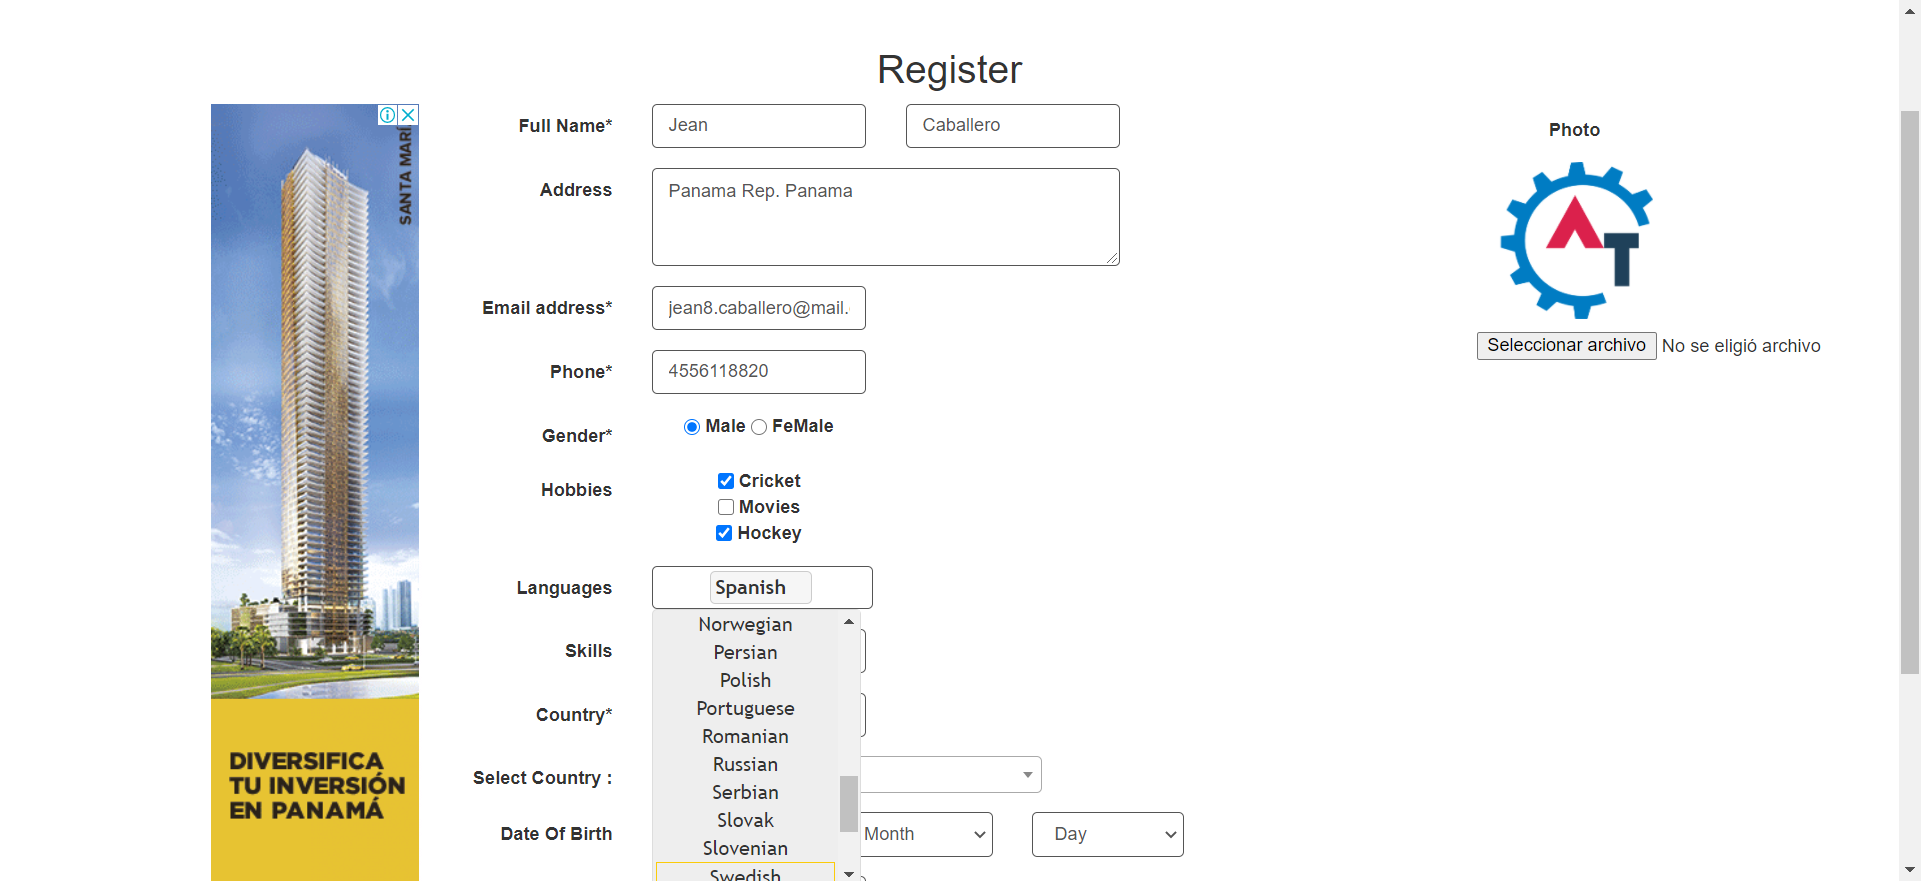 Register
SANTA MARÍ
DIVERSIFICA
TU INVERSIÓN
EN PANAMÁ
Full Name*
Jean
Caballero
Address
Panama Rep. Panama
Email address*
jean8.caballero@mail.
Phone*
4556118820
Gender*
Male
FeMale
Hobbies
Cricket
Movies
Hockey
Languages
Spanish
Norwegian
Persian
Polish
Portuguese
Romanian
Russian
Serbian
Slovak
Slovenian
Swedish
Skills
Country*
Select Country :
Date Of Birth
Month
Day
Photo
AT
Seleccionar archivo No se eligió archivo